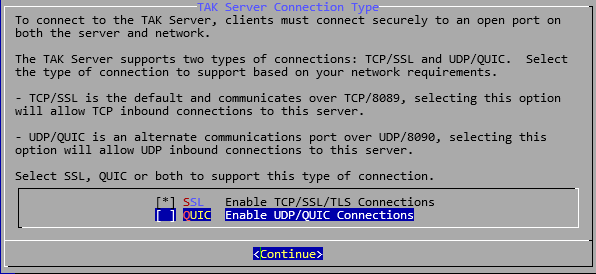 TAK Server Connection Type
To connect to the TAK Server, clients must connect securely to an open port on
both the server and network.
The TAK Server supports two types of connections: TCP/SSL and UDP/QUIC.  Select
the type of connection to support based on your network requirements.
- TCP/SSL is the default and communicates over TCP/8089, selecting this option
will allow TCP inbound connections to this server.
- UDP/QUIC is an alternate communications port over UDP/8090, selecting this
option will allow UDP inbound connections to this server.
Select SSL, QUIC or both to support this type of connection.
[*] SSL   Enable TCP/SSL/TLS Connections
[ ] QUIC  Enable UDP/QUIC Connections
<Continue>